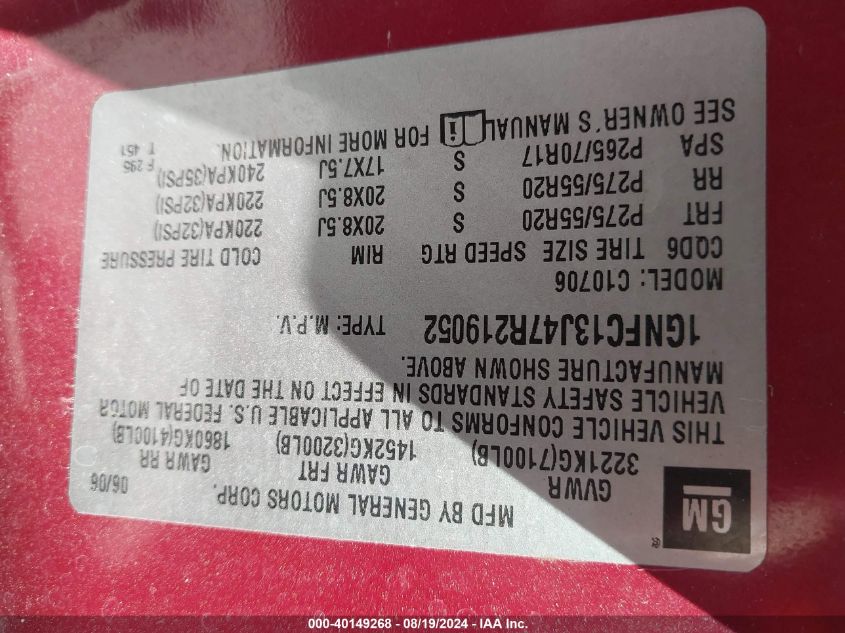 GM
MFD BY GENERAL MOTORS CORP.
06/06
GVWR GAWR FRT GAWR RR
3221KG(7100LB) 1452KG(3200LB) 1860KG(4100LB)
THIS VEHICLE CONFORMS TO ALL APPLICABLE U.S. FEDERAL MOTOR
VEHICLE SAFETY STANDARDS IN EFFECT ON THE DATE OF
MANUFACTURE SHOWN ABOVE.
1GNFC13J47R219052 TYPE: M.P.V.
MODEL: C10706
CQD6 TIRE SIZE SPEED RTG RIM COLD TIRE PRESSURE
FRT P275/55R20 S 20X8.5J 220KPA(32PSI)
RR P275/55R20 S 20X8.5J 220KPA(32PSI)
SPA P265/70R17 S 17X7.5J 240KPA(35PSI)
SEE OWNER'S MANUAL FOR MORE INFORMATION.
F 295
T 451
000-40149268 - 08/19/2024 - IAA Inc.